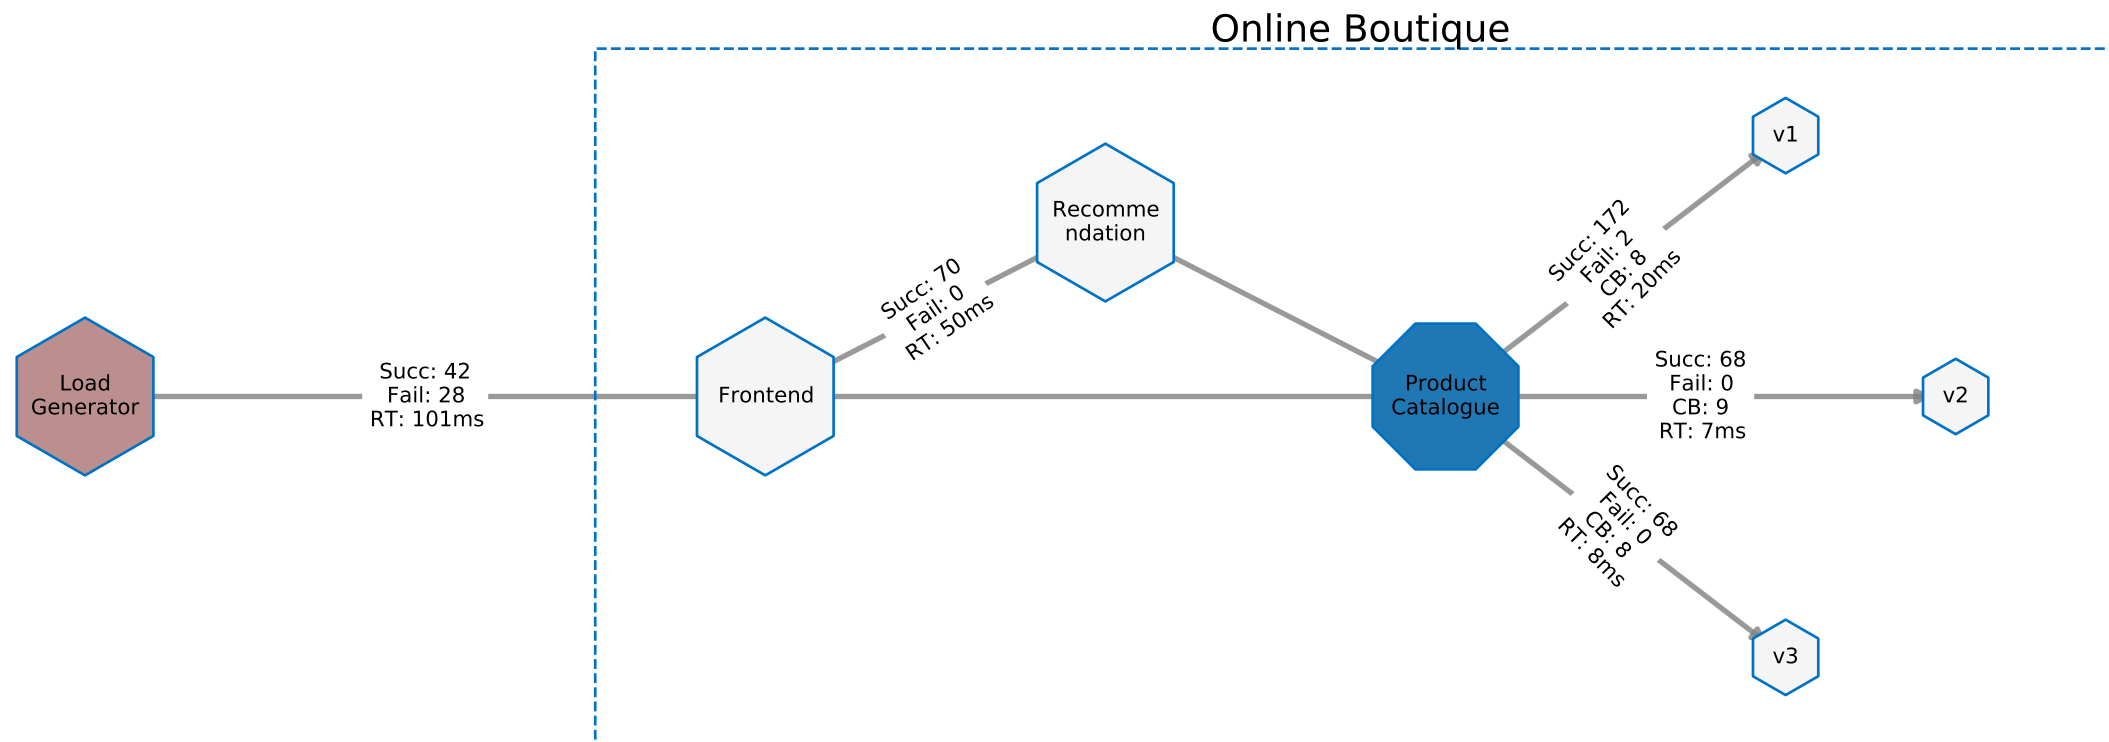 Online Boutique
Load
Generator
Succ: 42
Fail: 28
RT: 101ms
Frontend
Succ: 70
Fail: 0
RT: 50ms
Recomme
ndation
Product
Catalogue
Succ: 172
Fail: 2
CB: 8
RT: 20ms
v1
Succ: 68
Fail: 0
CB: 9
RT: 7ms
v2
Succ: 68
Fail: 0
CB: 8
RT: 8ms
v3